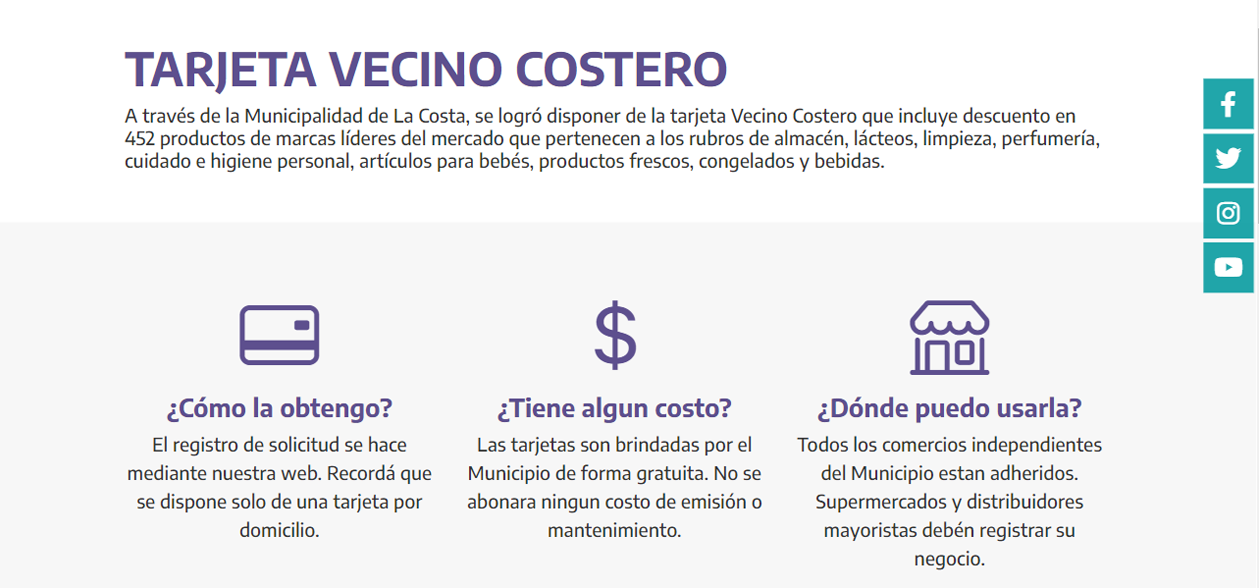 TARJETA VECINO COSTERO
A través de la Municipalidad de La Costa, se logró disponer de la tarjeta Vecino Costero que incluye descuento en
452 productos de marcas líderes del mercado que pertenecen a los rubros de almacén, lácteos, limpieza, perfumería,
cuidado e higiene personal, artículos para bebés, productos frescos, congelados y bebidas.
¿Cómo la obtengo?
El registro de solicitud se hace
mediante nuestra web. Recordá que
se dispone solo de una tarjeta por
domicilio.
$
¿Tiene algun costo?
Las tarjetas son brindadas por el
Municipio de forma gratuita. No se
abonara ningun costo de emisión o
mantenimiento.
¿Dónde puedo usarla?
Todos los comercios independientes
del Municipio estan adheridos.
Supermercados y distribuidores
mayoristas debén registrar su
negocio.